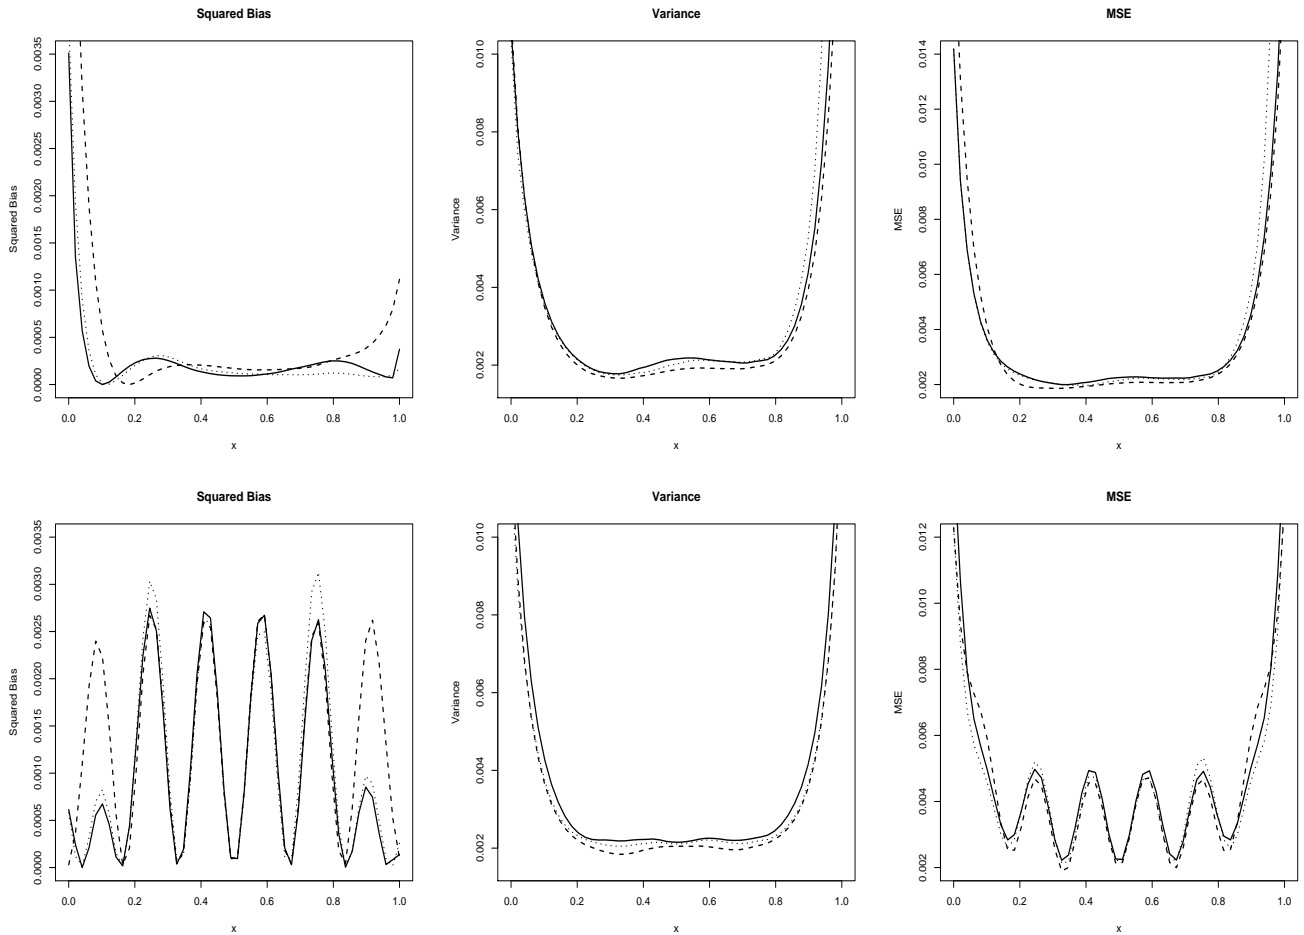 Squared Bias
Squared Bias
0.0000 0.0005 0.0010 0.0015 0.0020 0.0025 0.0030 0.0035
0.0 0.2 0.4 0.6 0.8 1.0
x
Variance
Variance
0.002 0.004 0.006 0.008 0.010
0.0 0.2 0.4 0.6 0.8 1.0
x
MSE
MSE
0.002 0.004 0.006 0.008 0.010 0.012 0.014
0.0 0.2 0.4 0.6 0.8 1.0
x
Squared Bias
Squared Bias
0.0000 0.0005 0.0010 0.0015 0.0020 0.0025 0.0030 0.0035
0.0 0.2 0.4 0.6 0.8 1.0
x
Variance
Variance
0.002 0.004 0.006 0.008 0.010
0.0 0.2 0.4 0.6 0.8 1.0
x
MSE
MSE
0.002 0.004 0.006 0.008 0.010 0.012
0.0 0.2 0.4 0.6 0.8 1.0
x